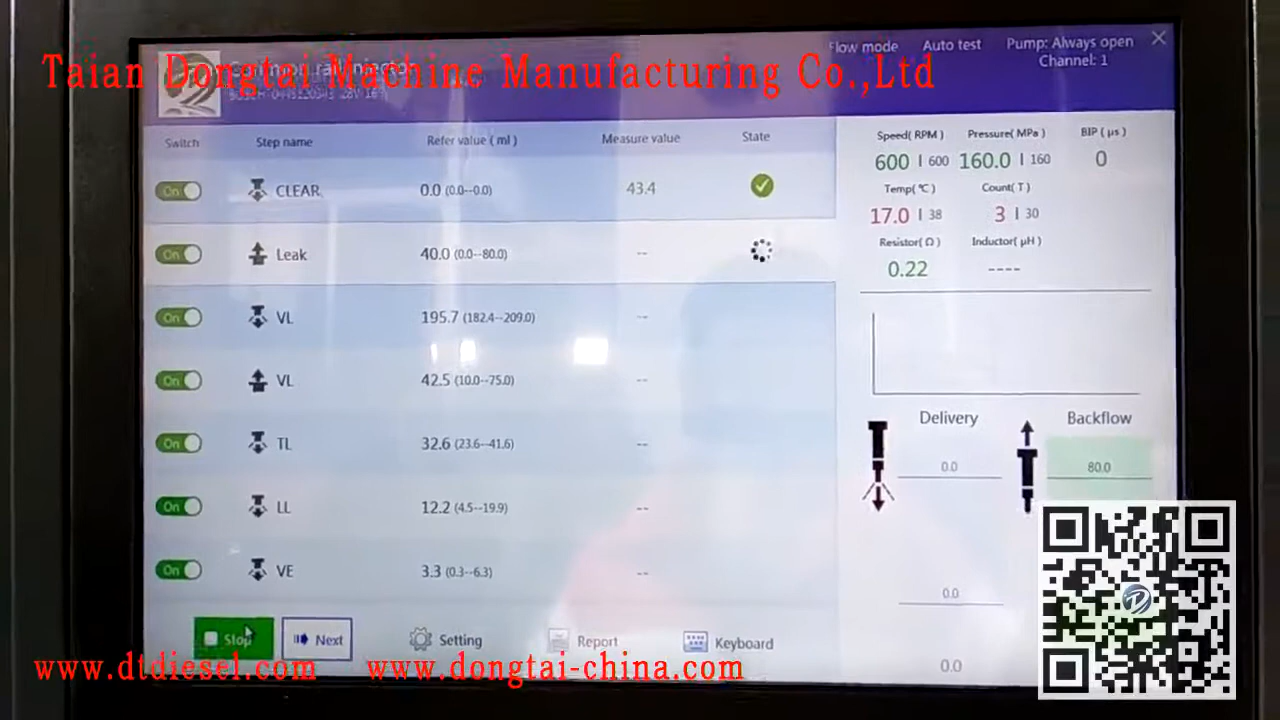 Flow mode Auto test Pump: Always open
Channel: 1
Taian Dongtai Machine Manufacturing Co.,Ltd
Common rail injector
Switch Step name Refer value ( ml ) Measure value State
On CLEAR 0.0 (0.0--0.0) 43.4
On Leak 40.0 (0.0--80.0) --
On VL 195.7 (182.4--209.0) --
On VL 42.5 (10.0--75.0) --
On TL 32.6 (23.6--41.6) --
On LL 12.2 (4.5--19.9) --
On VE 3.3 (0.3--6.3) --
Stop Next Setting Report Keyboard
Speed( RPM ) Pressure( MPa ) BIP ( μs )
600 | 600 160.0 | 160 0
Temp( ℃ ) Count( T )
17.0 | 38 3 | 30
Resistor( Ω ) Inductor( μH )
0.22 ----
Delivery Backflow
0.0 80.0
0.0
0.0
www.dtdiesel.com www.dongtai-china.com